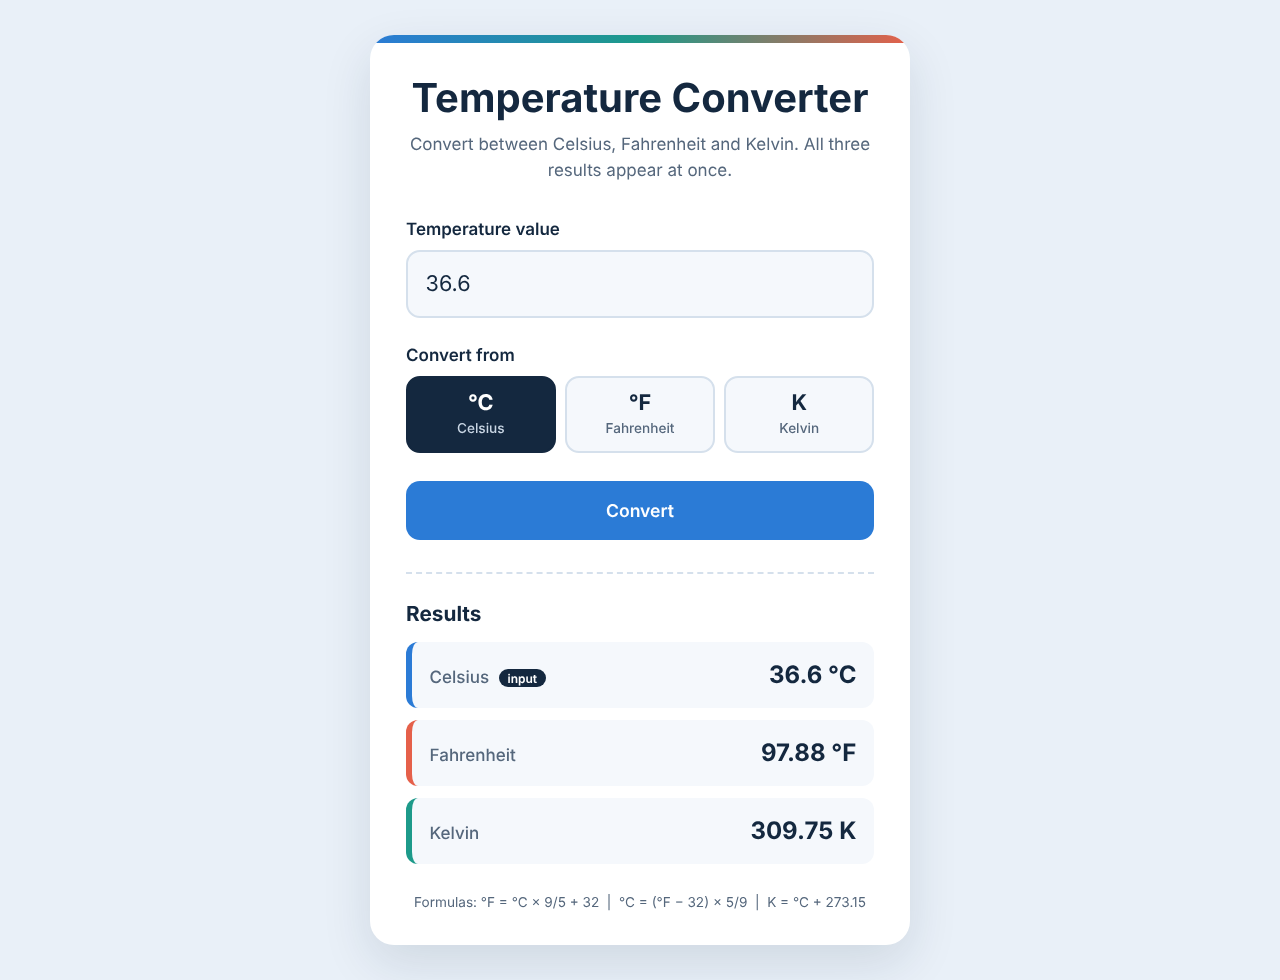 Temperature Converter
Convert between Celsius, Fahrenheit and Kelvin. All three
results appear at once.
Temperature value
36.6
Convert from
°C
Celsius
°F
Fahrenheit
K
Kelvin
Convert
Results
Celsius input 36.6 °C
Fahrenheit 97.88 °F
Kelvin 309.75 K
Formulas: °F = °C × 9/5 + 32 | °C = (°F − 32) × 5/9 | K = °C + 273.15